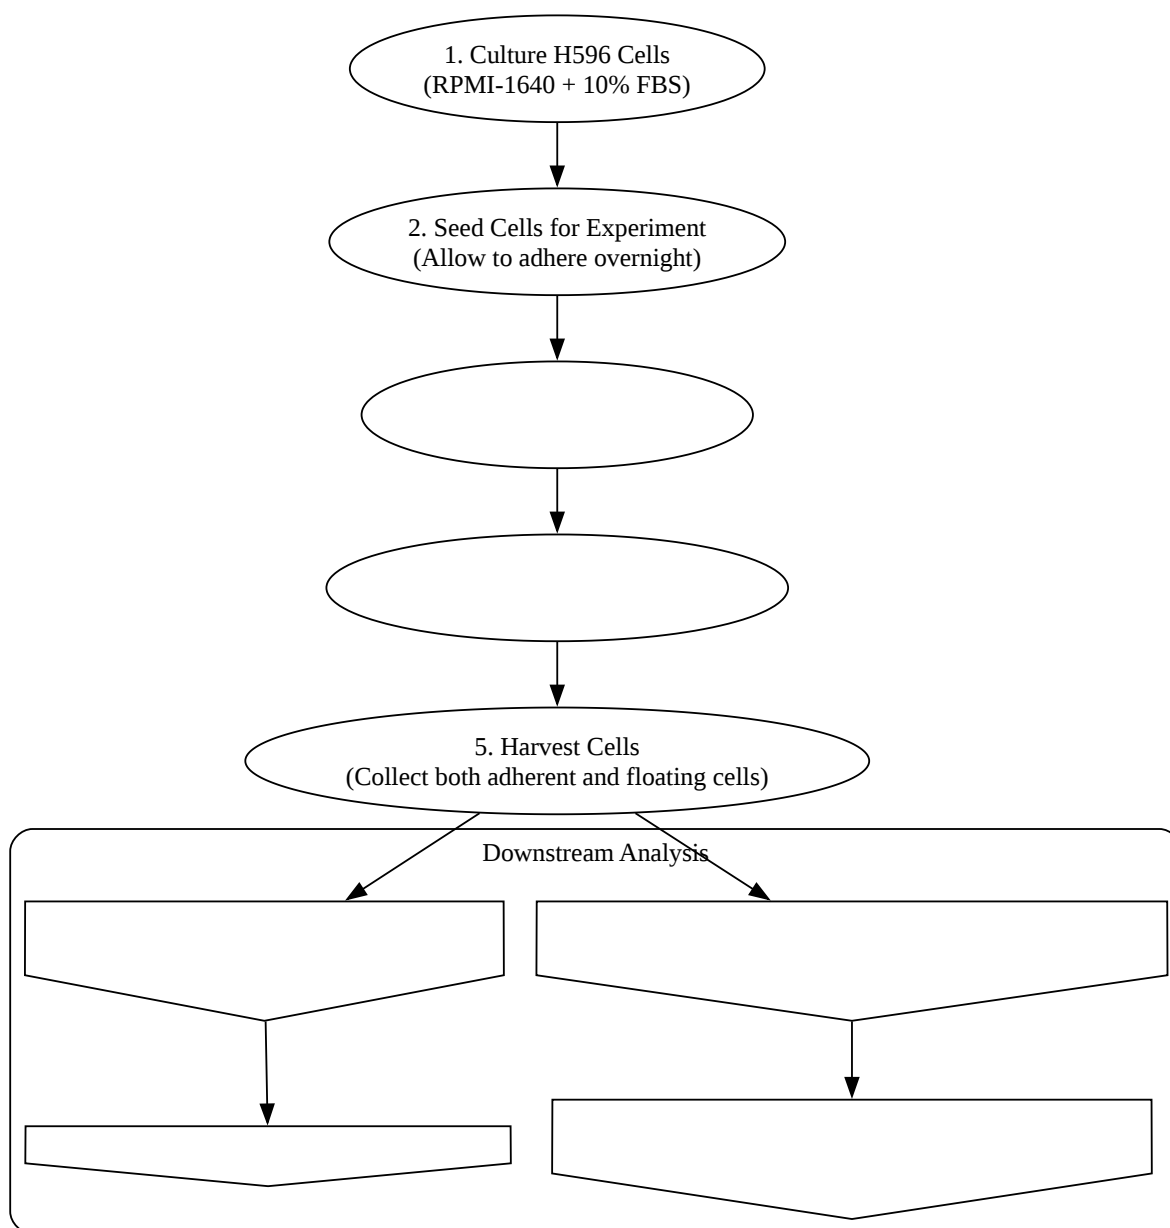 1. Culture H596 Cells
(RPMI-1640 + 10% FBS)
2. Seed Cells for Experiment
(Allow to adhere overnight)
5. Harvest Cells
(Collect both adherent and floating cells)
Downstream Analysis